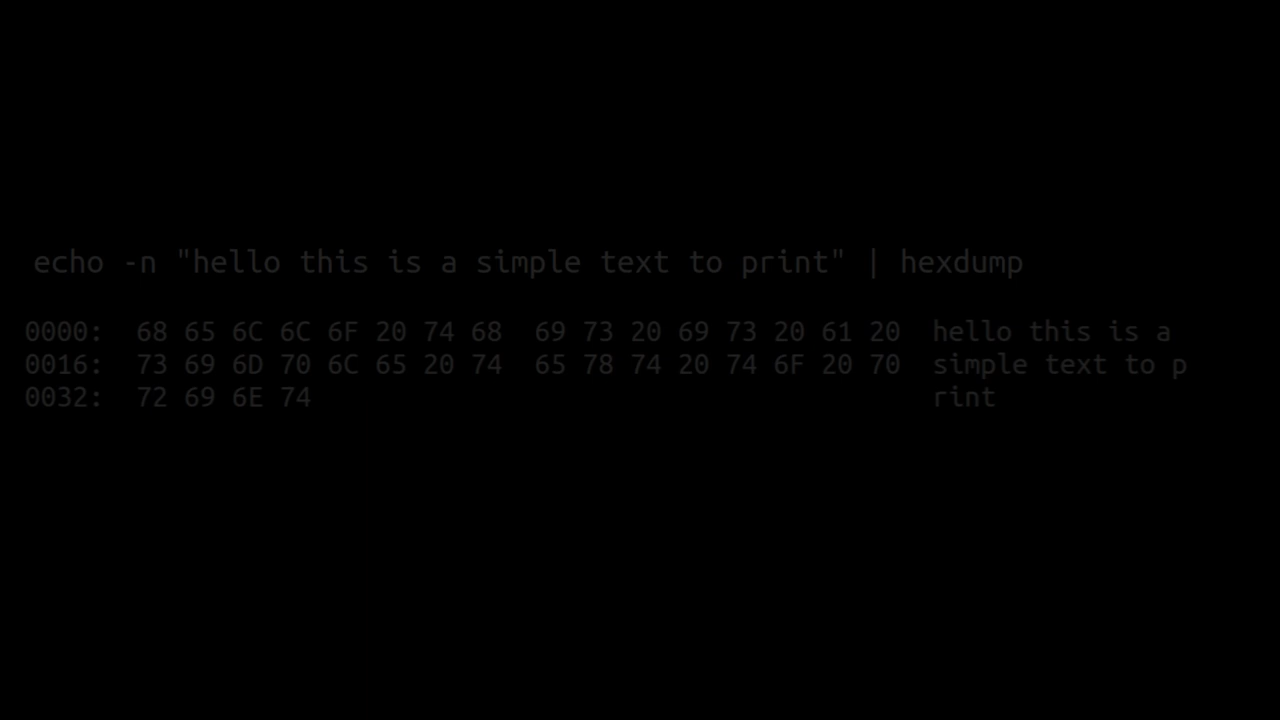 echo -n "hello this is a simple text to print" | hexdump
0000:  68 65 6C 6C 6F 20 74 68  69 73 20 69 73 20 61 20  hello this is a
0016:  73 69 6D 70 6C 65 20 74  65 78 74 20 74 6F 20 70  simple text to p
0032:  72 69 6E 74                                       rint